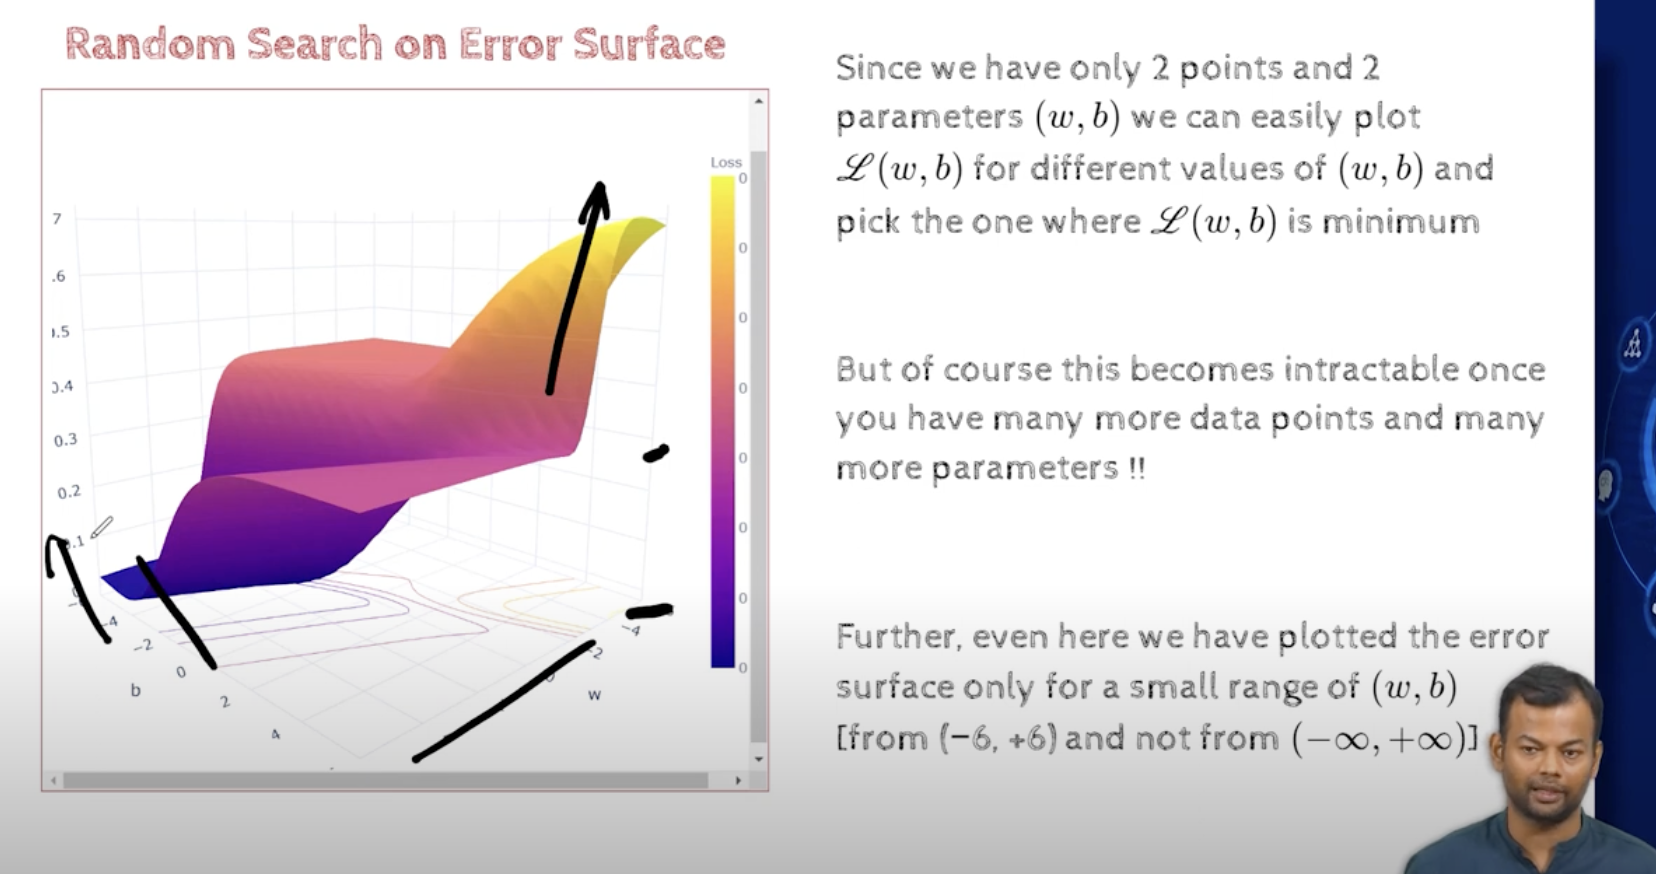 Random Search on Error Surface
Loss
0
0
0
0
0
0
0
0
7
.6
.5
.4
0.3
0.2
.1
-4
-2
0
2
4
b
-4
-2
0
w
Since we have only 2 points and 2
parameters (w, b) we can easily plot
ℒ(w, b) for different values of (w, b) and
pick the one where ℒ(w, b) is minimum
But of course this becomes intractable once
you have many more data points and many
more parameters !!
Further, even here we have plotted the error
surface only for a small range of (w, b)
[from (−6, +6) and not from (−∞, +∞)]